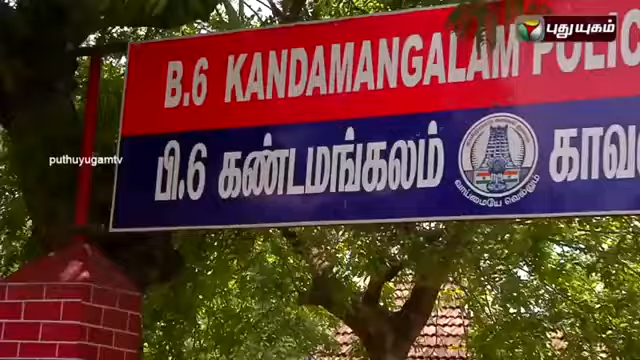 புதுயுகம்
B.6 KANDAMANGALAM POLIC
puthuyugamtv
பி.6 கண்டமங்கலம் காவ
வாய்மையே வெல்லும்